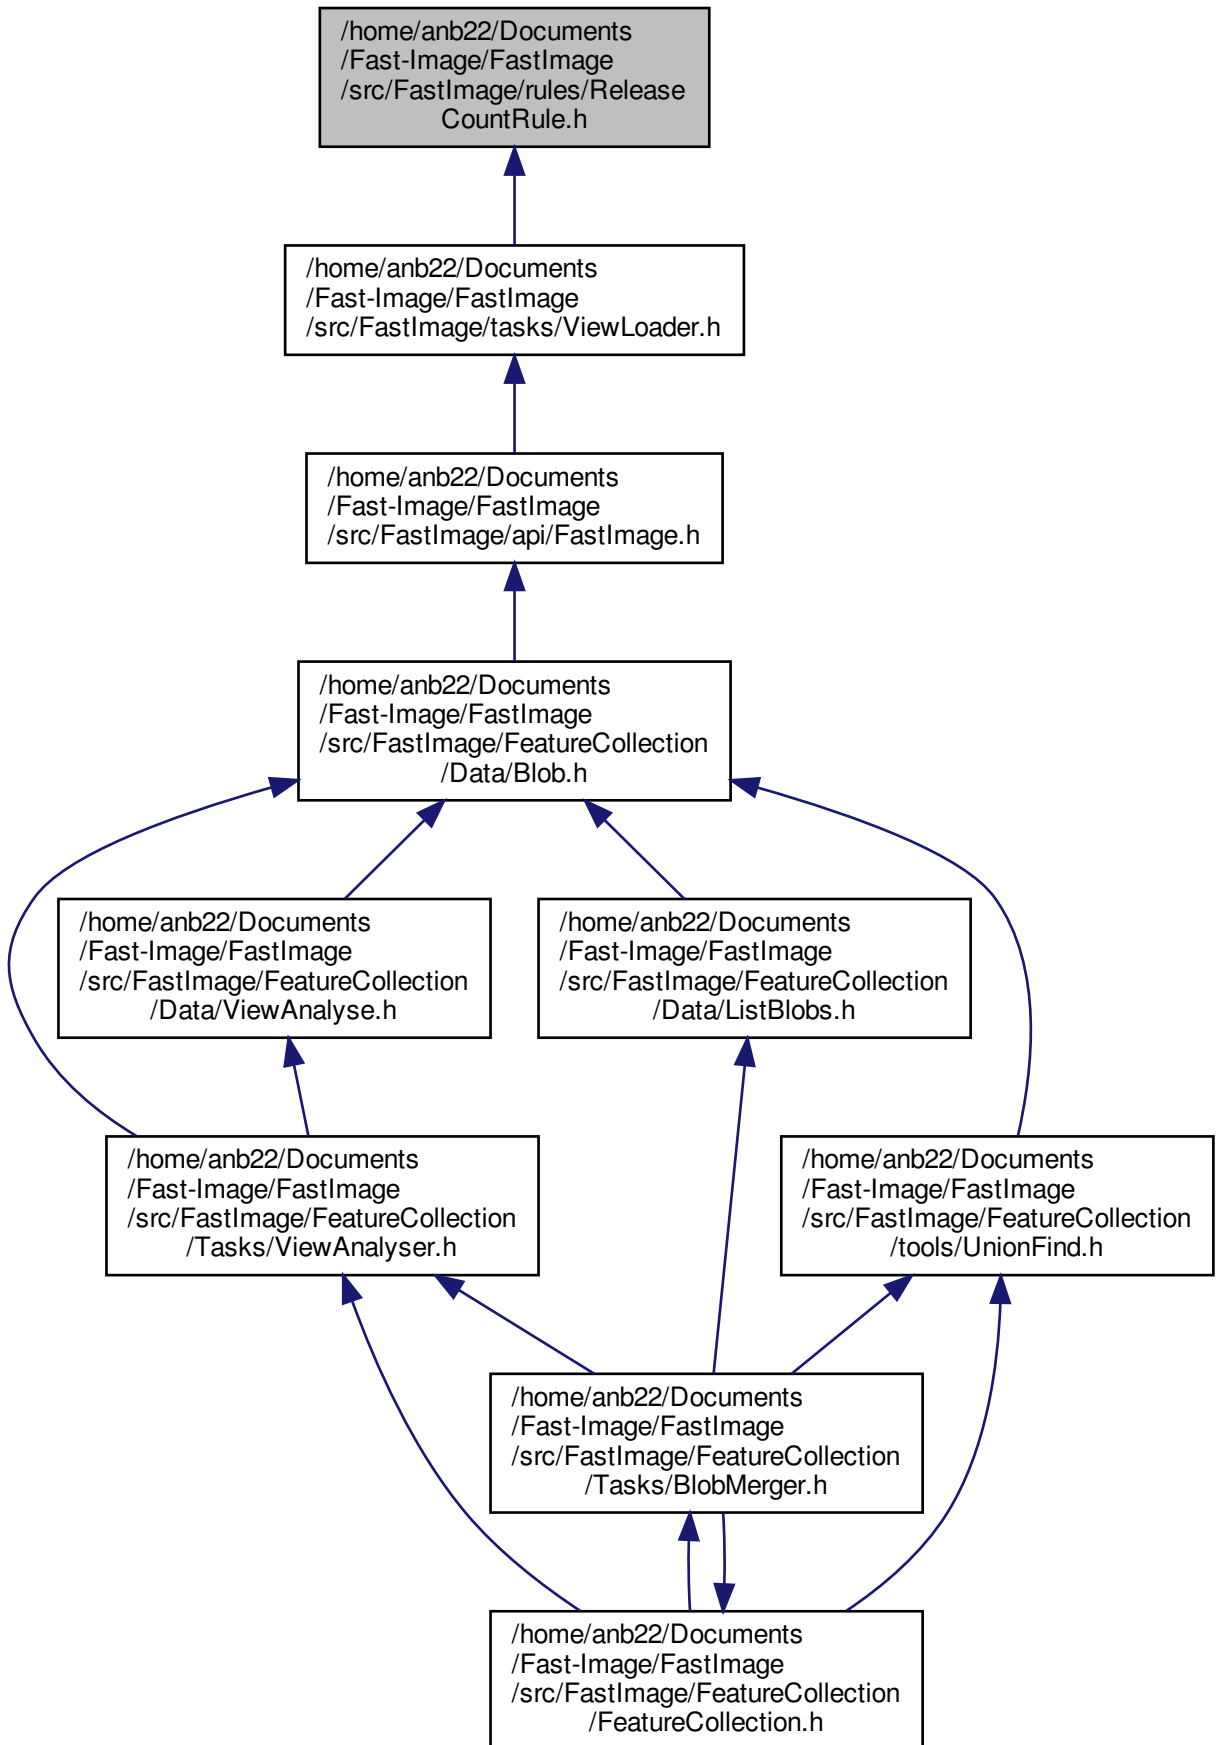 /home/anb22/Documents
/Fast-Image/FastImage
/src/FastImage/rules/Release
CountRule.h
/home/anb22/Documents
/Fast-Image/FastImage
/src/FastImage/tasks/ViewLoader.h
/home/anb22/Documents
/Fast-Image/FastImage
/src/FastImage/api/FastImage.h
/home/anb22/Documents
/Fast-Image/FastImage
/src/FastImage/FeatureCollection
/Data/Blob.h
/home/anb22/Documents
/Fast-Image/FastImage
/src/FastImage/FeatureCollection
/Data/ViewAnalyse.h
/home/anb22/Documents
/Fast-Image/FastImage
/src/FastImage/FeatureCollection
/Data/ListBlobs.h
/home/anb22/Documents
/Fast-Image/FastImage
/src/FastImage/FeatureCollection
/Tasks/ViewAnalyser.h
/home/anb22/Documents
/Fast-Image/FastImage
/src/FastImage/FeatureCollection
/tools/UnionFind.h
/home/anb22/Documents
/Fast-Image/FastImage
/src/FastImage/FeatureCollection
/Tasks/BlobMerger.h
/home/anb22/Documents
/Fast-Image/FastImage
/src/FastImage/FeatureCollection
/FeatureCollection.h